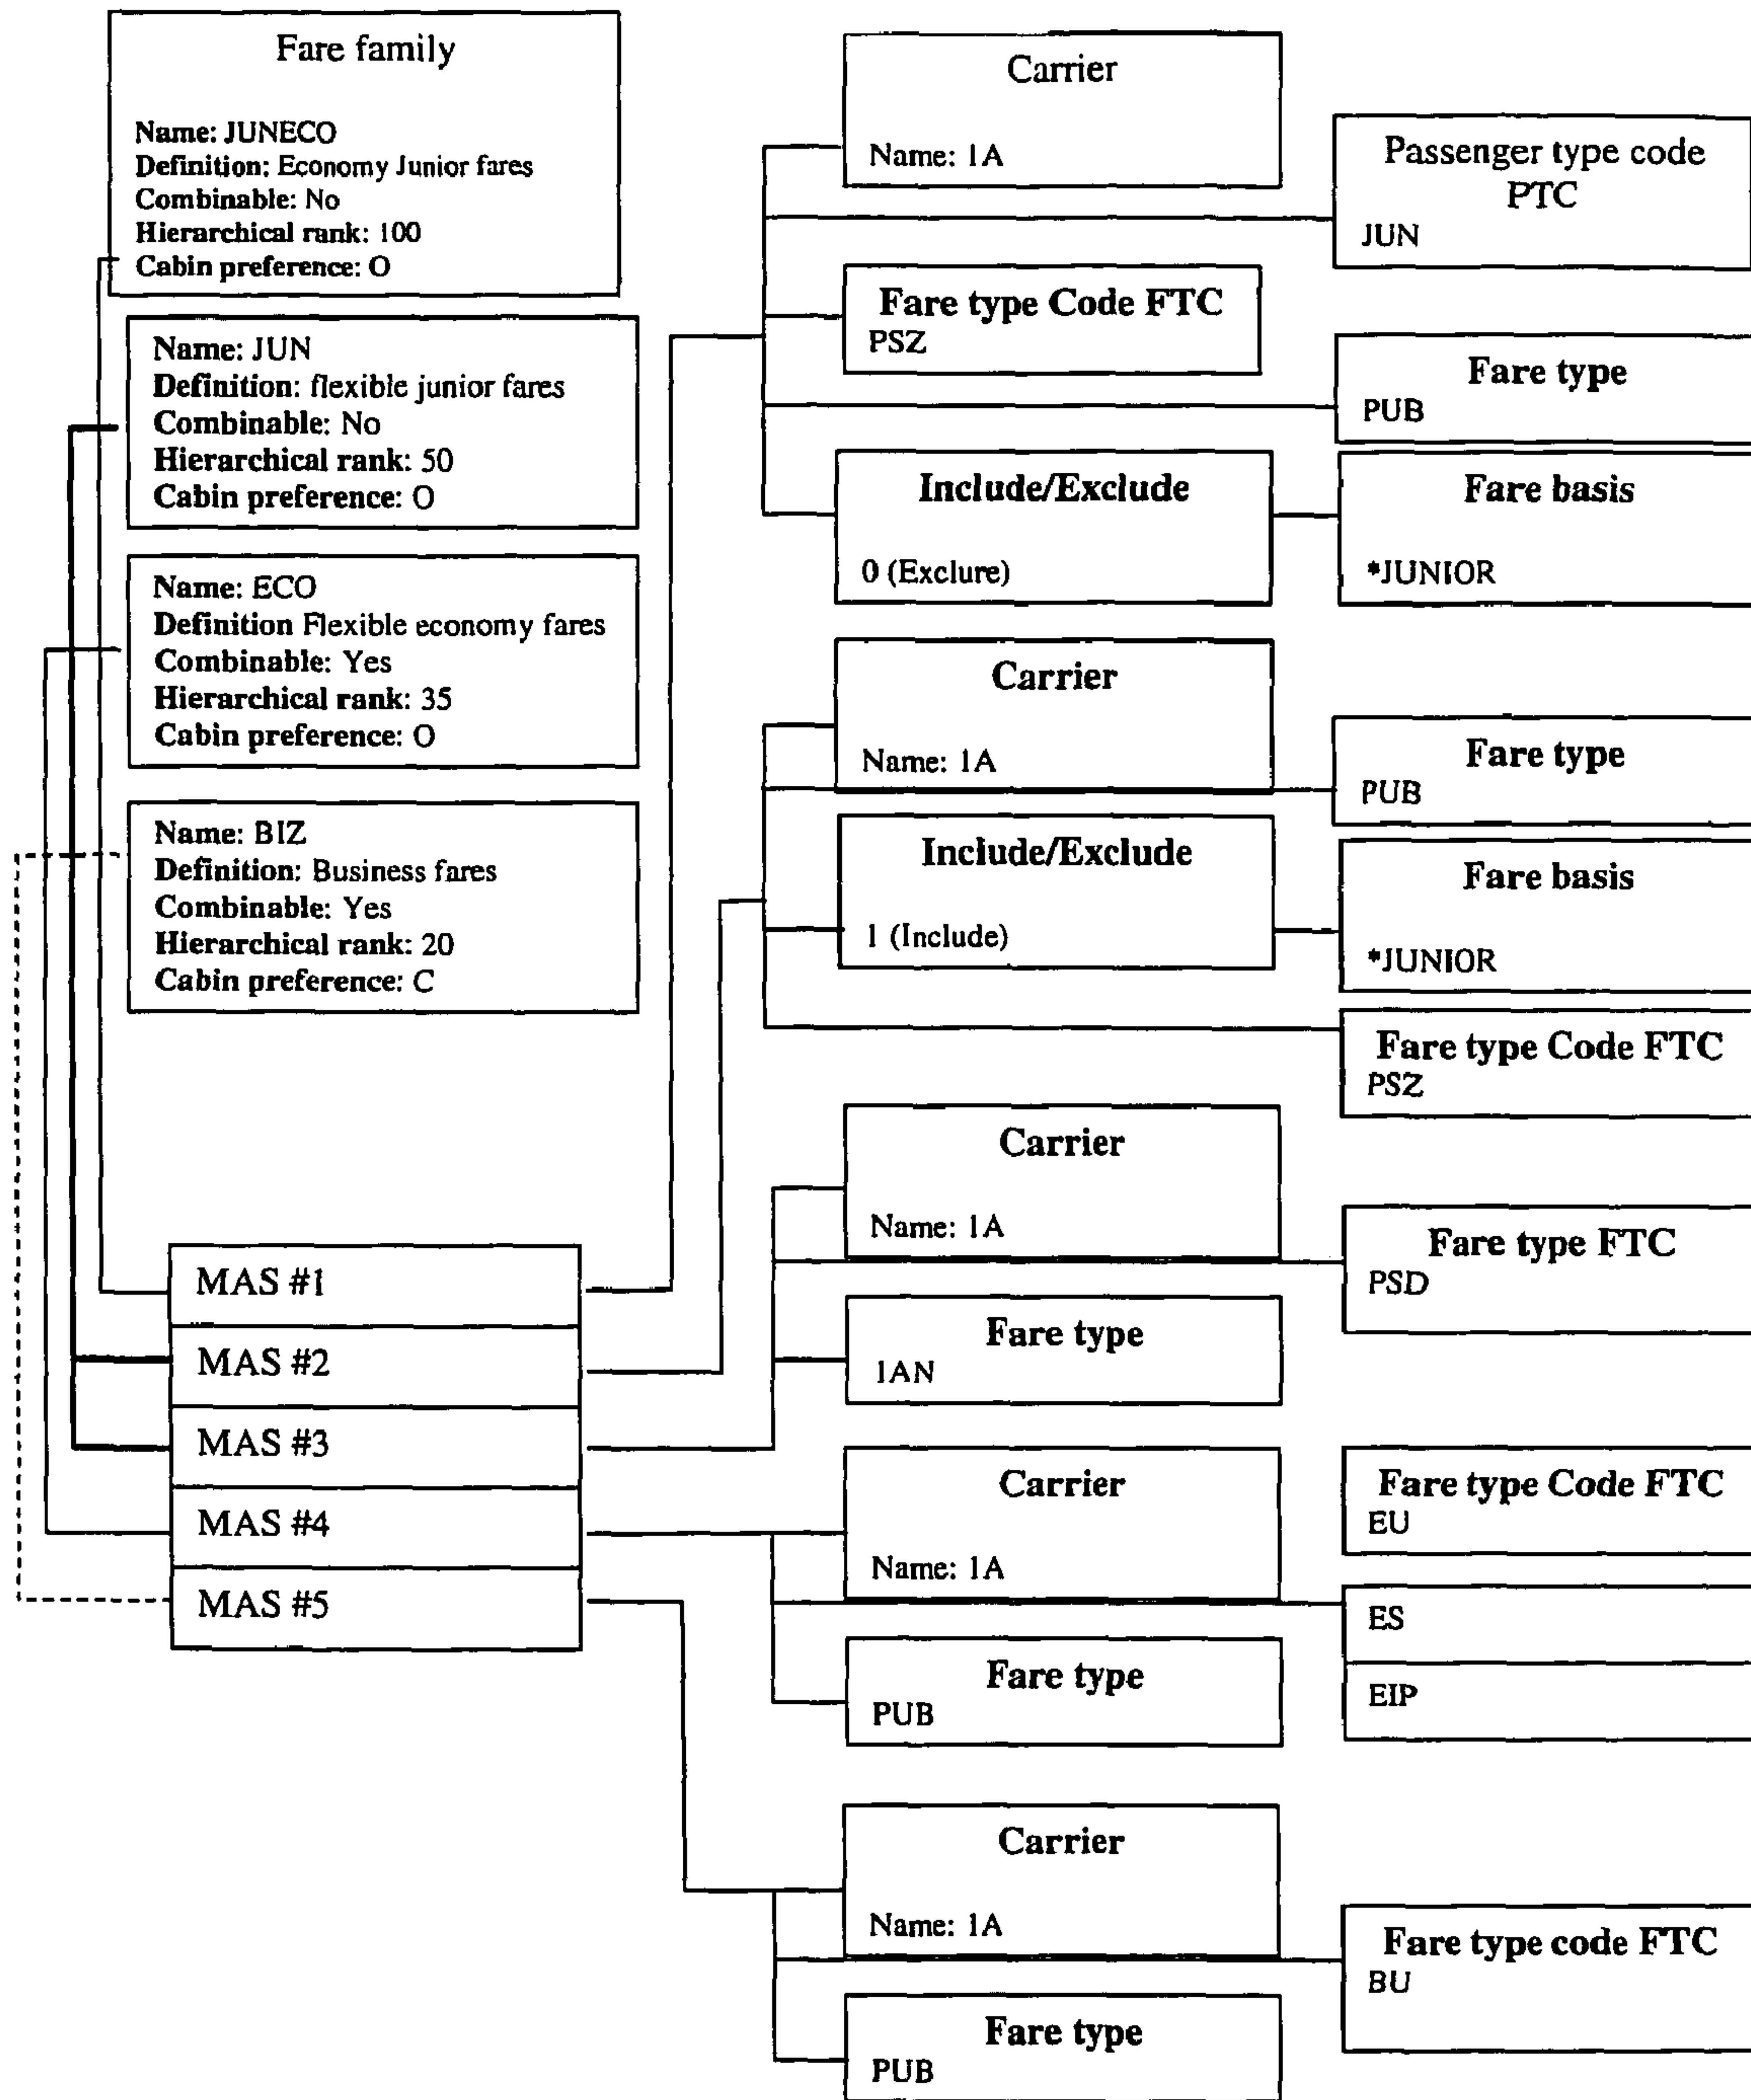 Fare family
Name: JUNECO
Definition: Economy Junior fares
Combinable: No
Hierarchical rank: 100
Cabin preference: O
Name: JUN
Definition: flexible junior fares
Combinable: No
Hierarchical rank: 50
Cabin preference: O
Name: ECO
Definition Flexible economy fares
Combinable: Yes
Hierarchical rank: 35
Cabin preference: O
Name: BIZ
Definition: Business fares
Combinable: Yes
Hierarchical rank: 20
Cabin preference: C
MAS #1
MAS #2
MAS #3
MAS #4
MAS #5
Carrier
Name: 1A
Passenger type code
PTC
JUN
Fare type Code FTC
PSZ
Fare type
PUB
Include/Exclude
0 (Exclure)
Fare basis
*JUNIOR
Carrier
Name: 1A
Fare type
PUB
Include/Exclude
1 (Include)
Fare basis
*JUNIOR
Fare type Code FTC
PSZ
Carrier
Name: 1A
Fare type FTC
PSD
Fare type
1AN
Carrier
Name: 1A
Fare type Code FTC
EU
ES
EIP
Fare type
PUB
Carrier
Name: 1A
Fare type code FTC
BU
Fare type
PUB